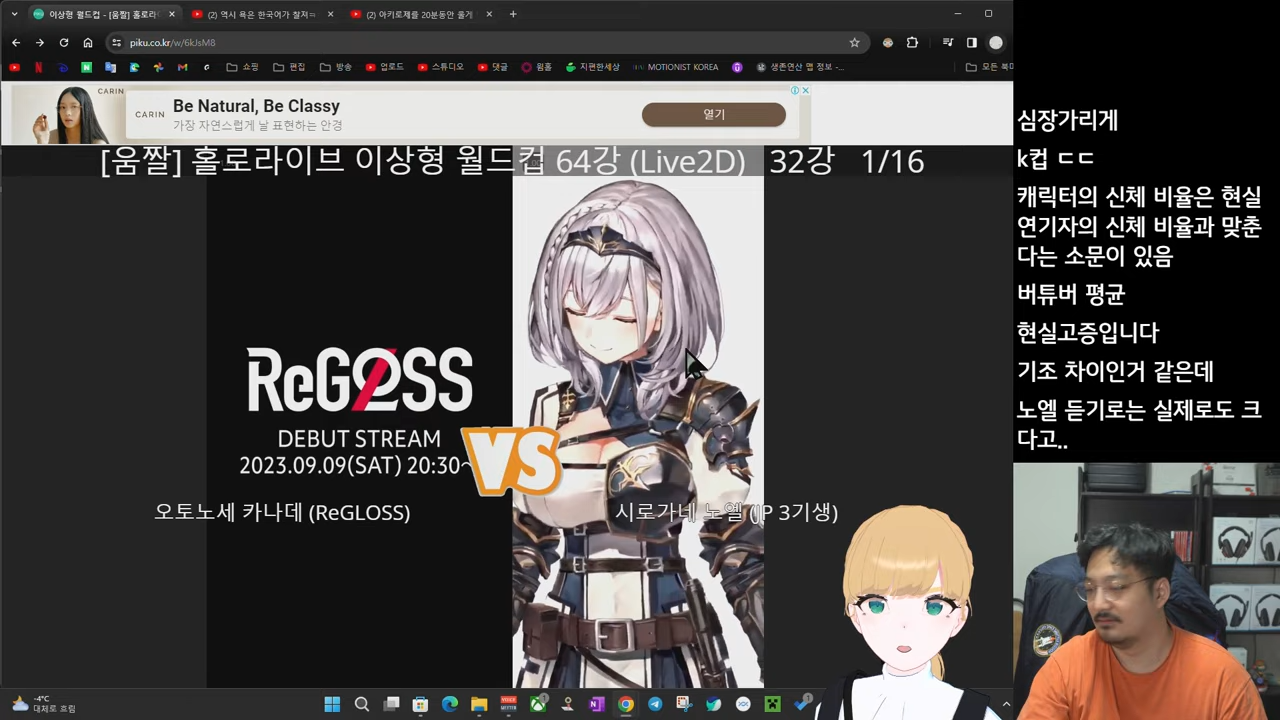 이상형 월드컵 - [움짤] 홀로라이
(2) 역시 욕은 한국어가 찰져
(2) 아키로제를 20분동안 울게
piku.co.kr/w/6kJsM8
쇼핑
편집
방송
업로드
스튜디오
댓글
윔홈
지편한세상
MOTIONIST KOREA
생존연산 맵 정보 -...
모든 북마
CARIN
CARIN
Be Natural, Be Classy
가장 자연스럽게 날 표현하는 안경
열기
[움짤] 홀로라이브 이상형 월드컵 64강 (Live2D) 32강 1/16
ReGLOSS
DEBUT STREAM
2023.09.09(SAT) 20:30~
VS
오토노세 카나데 (ReGLOSS)
시로가네 노엘 (JP 3기생)
심장가리게
k컵 ㄷㄷ
캐릭터의 신체 비율은 현실
연기자의 신체 비율과 맞춘
다는 소문이 있음
버튜버 평균
현실고증입니다
기조 차이인거 같은데
노엘 듣기로는 실제로도 크
다고..
-4°C
대체로 흐림